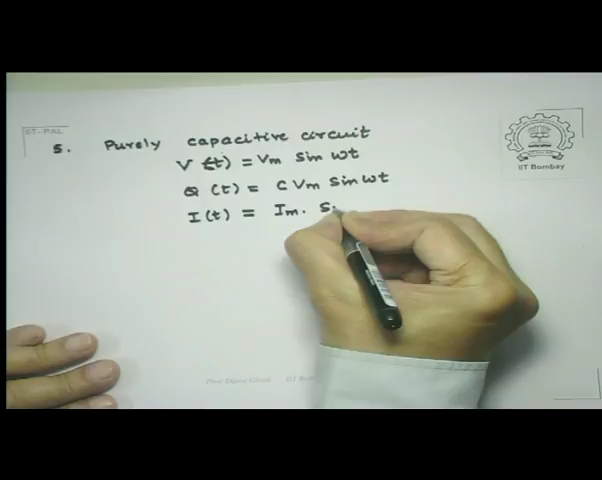 IIT-PAL
5. Purely capacitive circuit
V (t) = Vm Sin ωt
Q (t) = C Vm Sin ωt
I (t) = Im. S
IIT Bombay